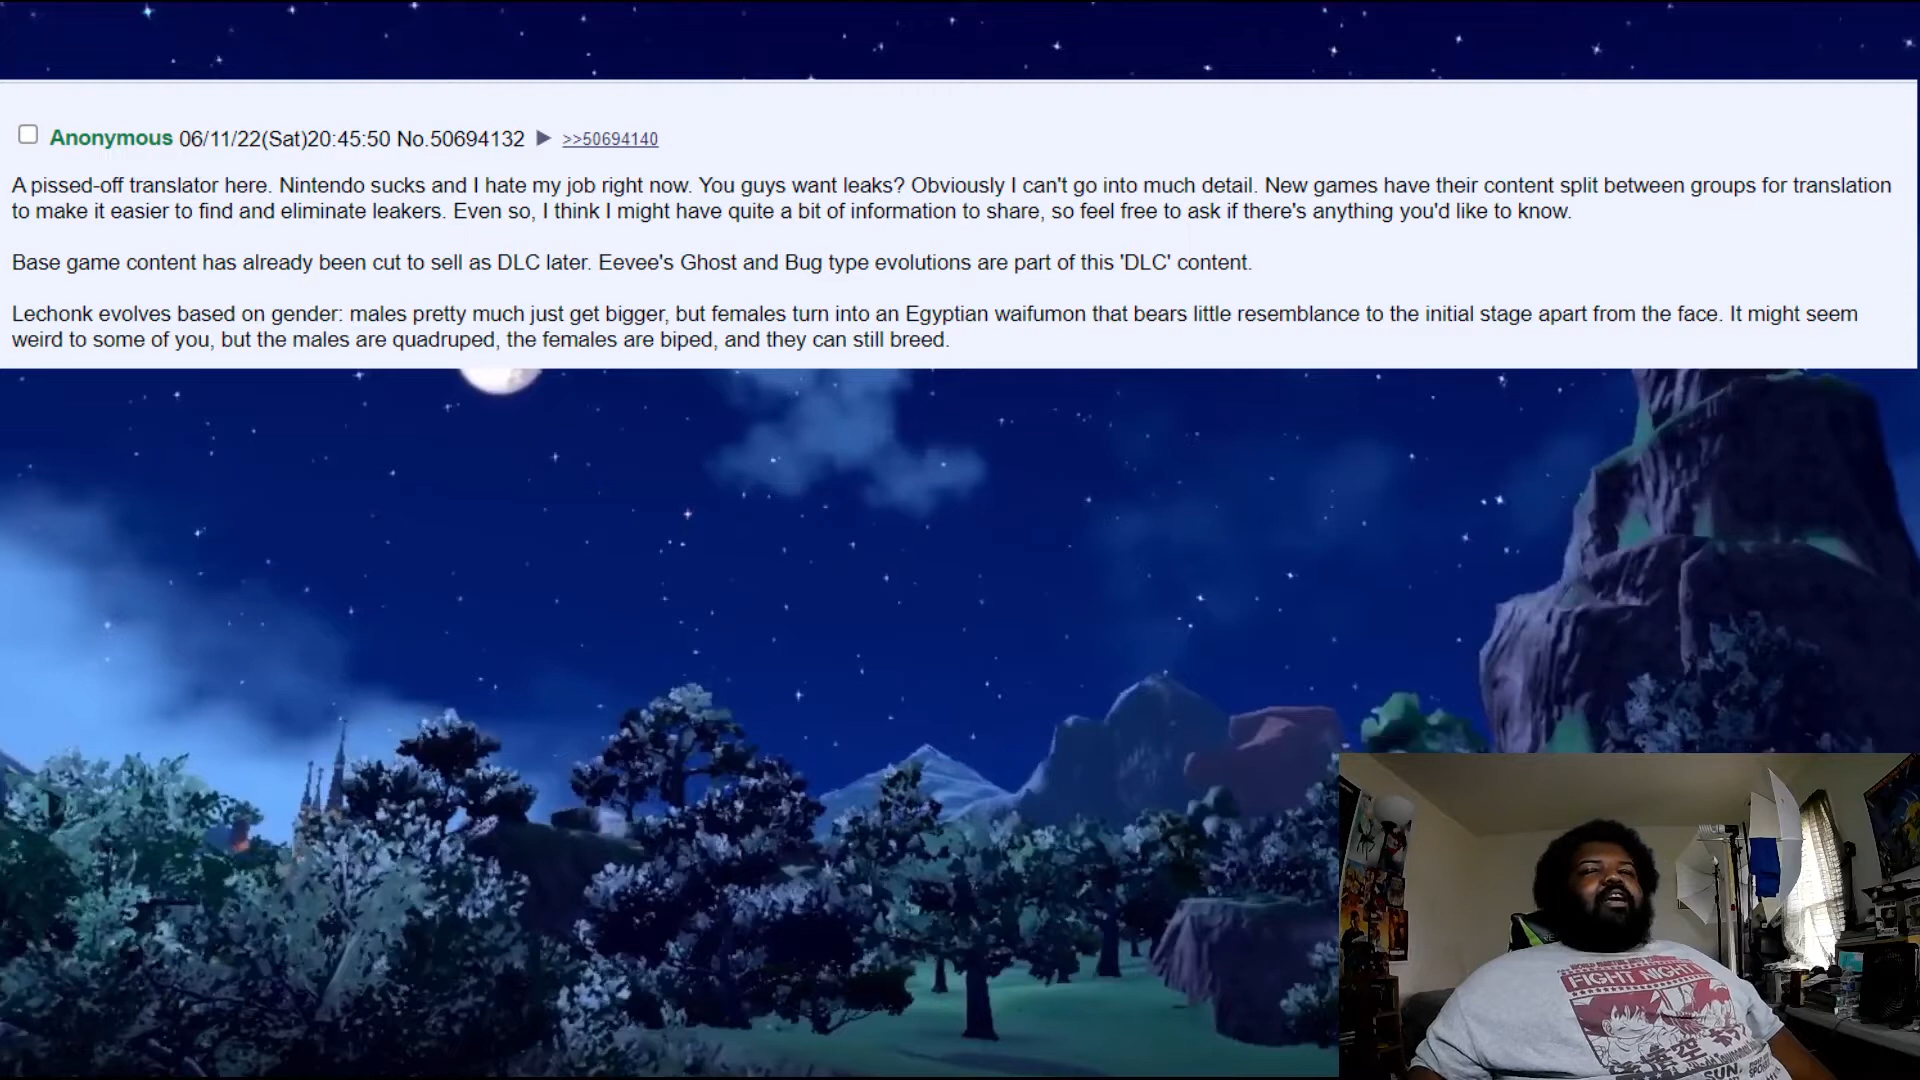 Anonymous 06/11/22(Sat)20:45:50 No.50694132 ▶ >>50694140
A pissed-off translator here. Nintendo sucks and I hate my job right now. You guys want leaks? Obviously I can't go into much detail. New games have their content split between groups for translation
to make it easier to find and eliminate leakers. Even so, I think I might have quite a bit of information to share, so feel free to ask if there's anything you'd like to know.
Base game content has already been cut to sell as DLC later. Eevee's Ghost and Bug type evolutions are part of this 'DLC' content.
Lechonk evolves based on gender: males pretty much just get bigger, but females turn into an Egyptian waifumon that bears little resemblance to the initial stage apart from the face. It might seem
weird to some of you, but the males are quadruped, the females are biped, and they can still breed.
FIGHT NIGHT
悟空
SUN